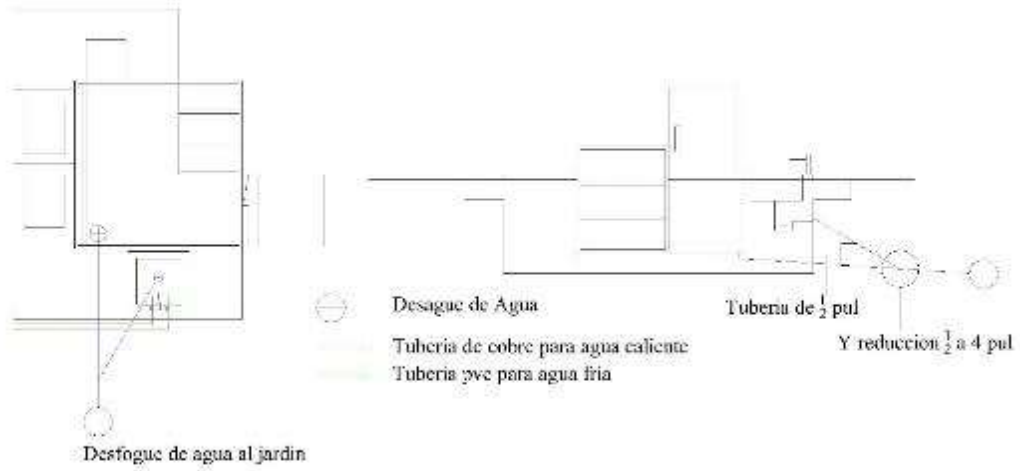 Desague de Agua
Tuberia de cobre para agua caliente
Tuberia pvc para agua fria
Tuberia de ½ pul
Y reduccion ½ a 4 pul
Desfogue de agua al jardin